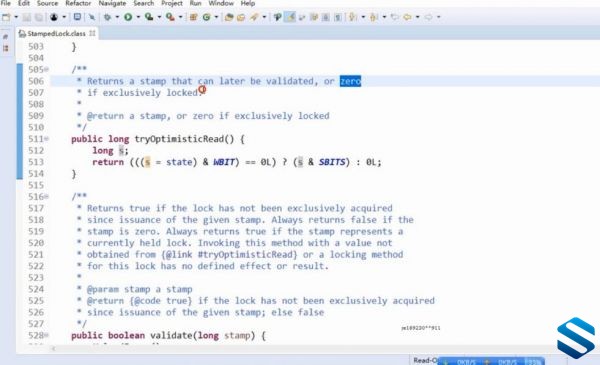 File Edit Source Refactor Navigate Search Project Run Window Help
StampedLock.class
503 }
504
505 /**
506 * Returns a stamp that can later be validated, or zero
507 * if exclusively locked.
508 *
509 * @return a stamp, or zero if exclusively locked
510 */
511 public long tryOptimisticRead() {
512 long s;
513 return (((s = state) & WBIT) == 0L) ? (s & SBITS) : 0L;
514 }
515
516 /**
517 * Returns true if the lock has not been exclusively acquired
518 * since issuance of the given stamp. Always returns false if the
519 * stamp is zero. Always returns true if the stamp represents a
520 * currently held lock. Invoking this method with a value not
521 * obtained from {@link #tryOptimisticRead} or a locking method
522 * for this lock has no defined effect or result.
523 *
524 * @param stamp a stamp
525 * @return {@code true} if the lock has not been exclusively acquired
526 * since issuance of the given stamp; else false
527 */
528 public boolean validate(long stamp) {
Read-O
0KB/S 0KB/S 33%